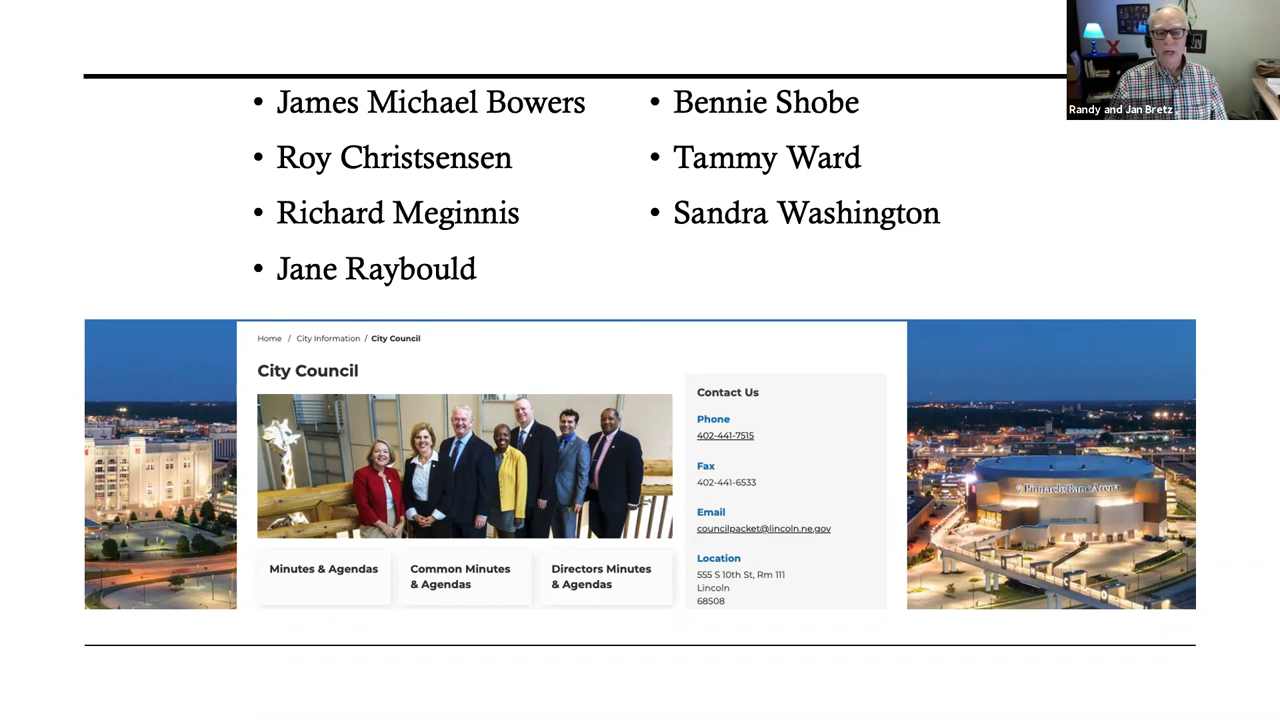 James Michael Bowers
Roy Christsensen
Richard Meginnis
Jane Raybould
Bennie Shobe
Tammy Ward
Sandra Washington
Randy and Jan Bretz
Home / City Information / City Council
City Council
Minutes & Agendas
Common Minutes
& Agendas
Directors Minutes
& Agendas
Contact Us
Phone
402-441-7515
Fax
402-441-6533
Email
councilpacket@lincoln.ne.gov
Location
555 S 10th St, Rm 111
Lincoln
68508
Pinnacle Bank Arena